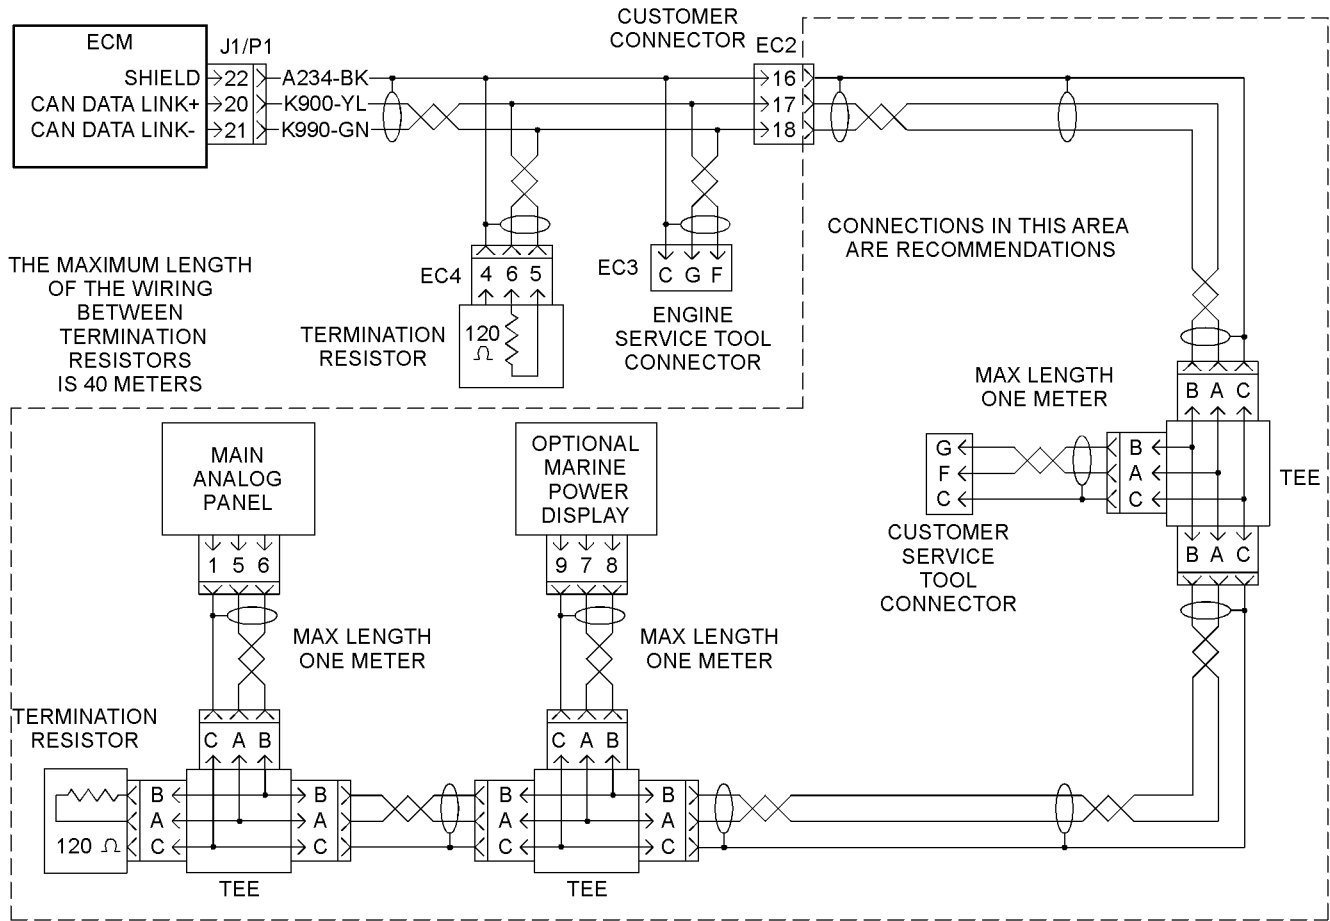 CUSTOMER
CONNECTOR
ECM
J1/P1
EC2
SHIELD 22 A234-BK 16
CAN DATA LINK+ 20 K900-YL 17
CAN DATA LINK- 21 K990-GN 18
CONNECTIONS IN THIS AREA
ARE RECOMMENDATIONS
THE MAXIMUM LENGTH
OF THE WIRING
BETWEEN
TERMINATION
RESISTORS
IS 40 METERS
EC4 4 6 5
TERMINATION
RESISTOR
120
Ω
EC3 C G F
ENGINE
SERVICE TOOL
CONNECTOR
MAX LENGTH
ONE METER
B A C
G
F
C
B
A
C
TEE
B A C
CUSTOMER
SERVICE
TOOL
CONNECTOR
MAIN
ANALOG
PANEL
1 5 6
MAX LENGTH
ONE METER
OPTIONAL
MARINE
POWER
DISPLAY
9 7 8
MAX LENGTH
ONE METER
TERMINATION
RESISTOR
120 Ω
C A B
B B
A A
C C
TEE
C A B
B B
A A
C C
TEE